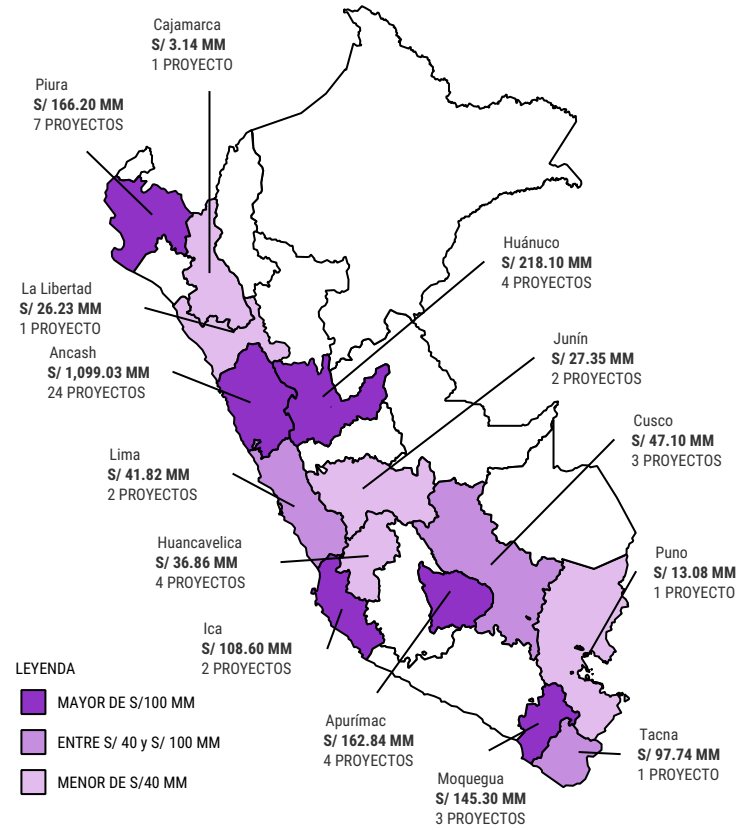 Cajamarca
S/ 3.14 MM
1 PROYECTO
Piura
S/ 166.20 MM
7 PROYECTOS
Huánuco
S/ 218.10 MM
4 PROYECTOS
La Libertad
S/ 26.23 MM
1 PROYECTO
Ancash
S/ 1,099.03 MM
24 PROYECTOS
Junín
S/ 27.35 MM
2 PROYECTOS
Cusco
S/ 47.10 MM
3 PROYECTOS
Lima
S/ 41.82 MM
2 PROYECTOS
Huancavelica
S/ 36.86 MM
4 PROYECTOS
Puno
S/ 13.08 MM
1 PROYECTO
Ica
S/ 108.60 MM
2 PROYECTOS
LEYENDA
MAYOR DE S/100 MM
ENTRE S/ 40 y S/ 100 MM
MENOR DE S/40 MM
Apurímac
S/ 162.84 MM
4 PROYECTOS
Moquegua
S/ 145.30 MM
3 PROYECTOS
Tacna
S/ 97.74 MM
1 PROYECTO